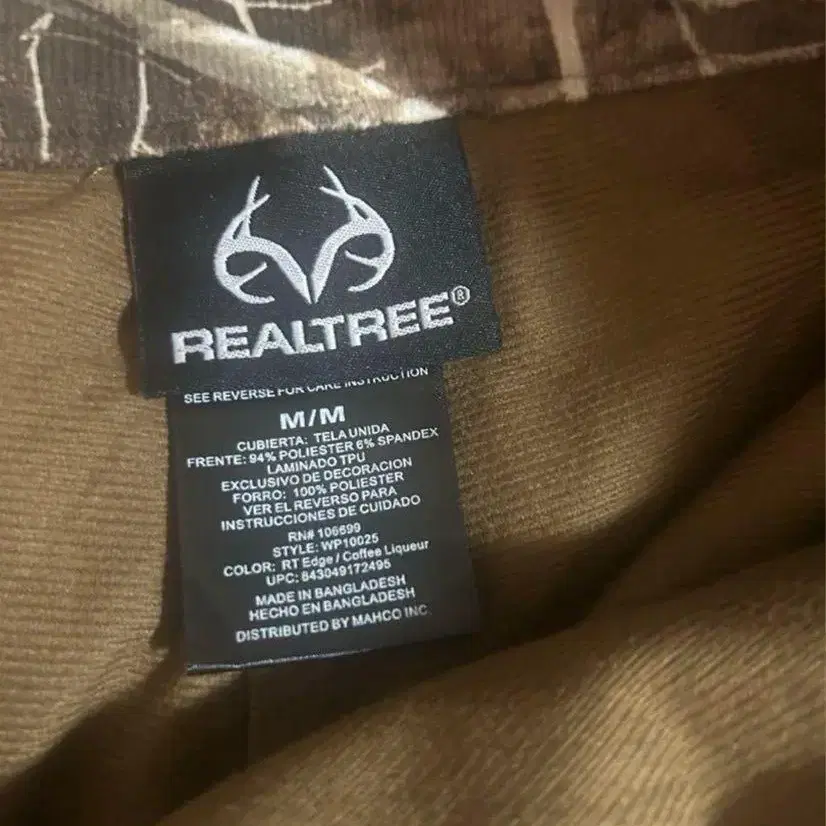 REALTREE®
SEE REVERSE FOR CARE INSTRUCTION
M/M
CUBIERTA: TELA UNIDA
FRENTE: 94% POLIESTER 6% SPANDEX
LAMINADO TPU
EXCLUSIVO DE DECORACION
FORRO: 100% POLIESTER
VER EL REVERSO PARA
INSTRUCCIONES DE CUIDADO
RN# 106699
STYLE: WP10025
COLOR: RT Edge / Coffee Liqueur
UPC: 843049172495
MADE IN BANGLADESH
HECHO EN BANGLADESH
DISTRIBUTED BY MAHCO INC.